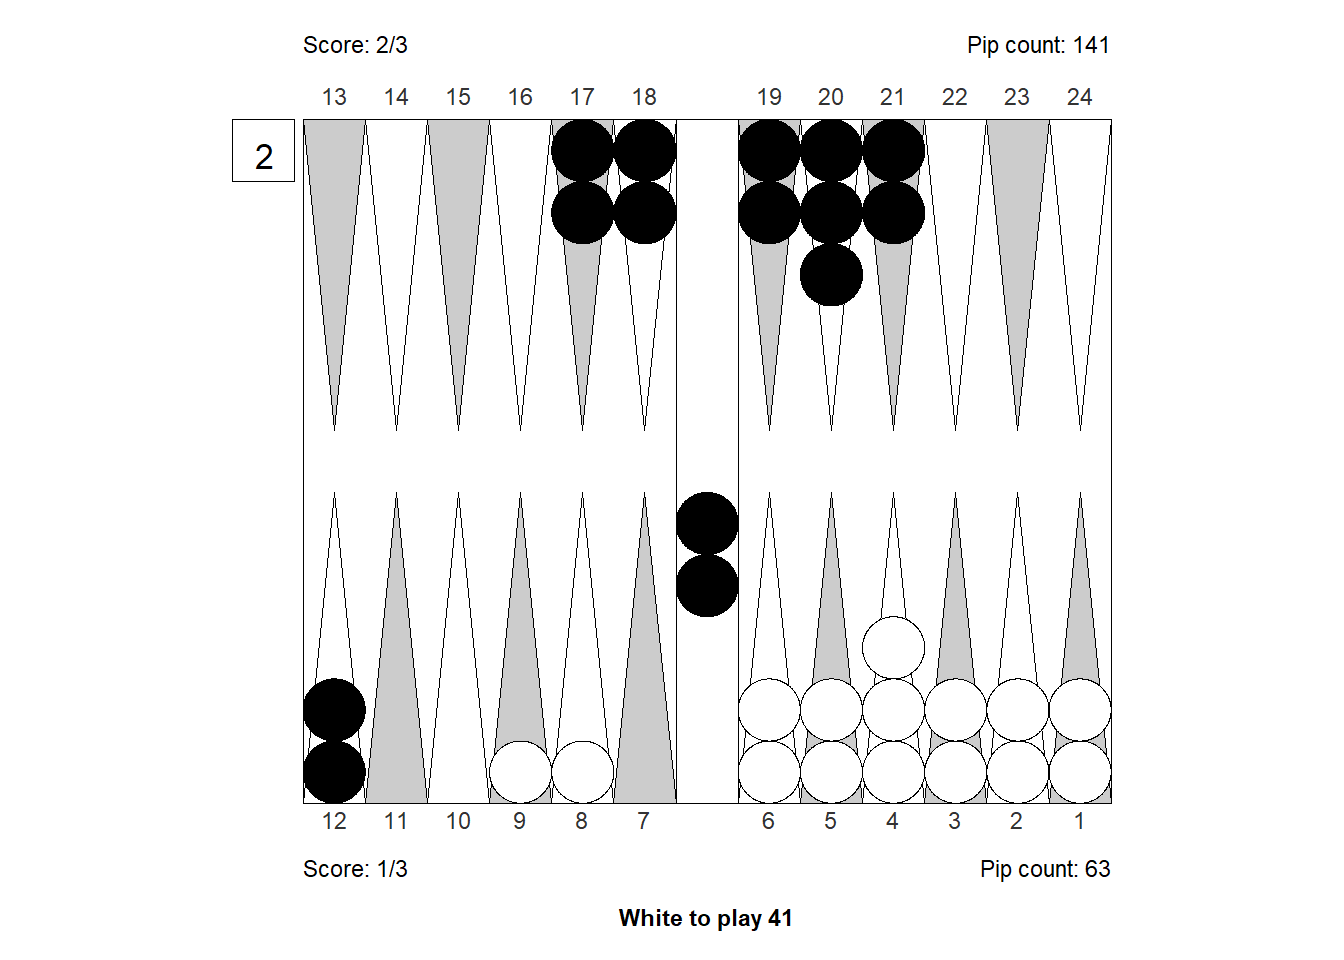 Score: 2/3 Pip count: 141
13 14 15 16 17 18 19 20 21 22 23 24
2
12 11 10 9 8 7 6 5 4 3 2 1
Score: 1/3 Pip count: 63
White to play 41